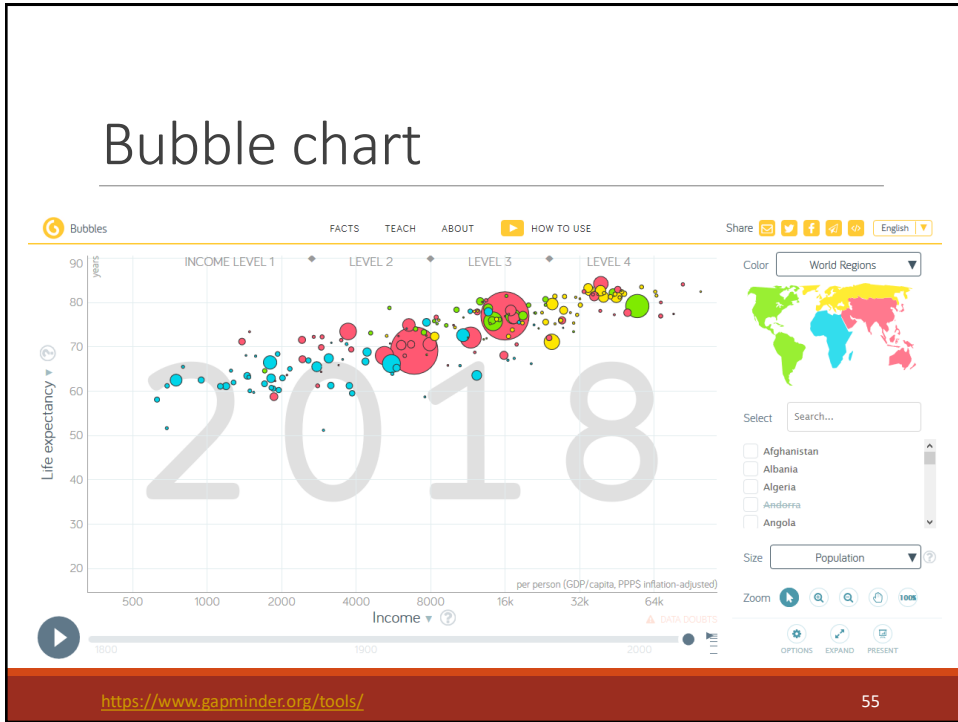 Bubble chart
Bubbles
FACTS TEACH ABOUT HOW TO USE
Share English ▼
90 years INCOME LEVEL 1 LEVEL 2 LEVEL 3 LEVEL 4
80
70
60
50
40
30
20
Life expectancy ▼ ?
2018
per person (GDP/capita, PPP$ inflation-adjusted)
500 1000 2000 4000 8000 16k 32k 64k
Income ▼ ?
DATA DOUBTS
1800 1900 2000
Color World Regions ▼
Select Search...
Afghanistan
Albania
Algeria
Andorra
Angola
Size Population ▼ ?
Zoom 100%
OPTIONS EXPAND PRESENT
https://www.gapminder.org/tools/
55